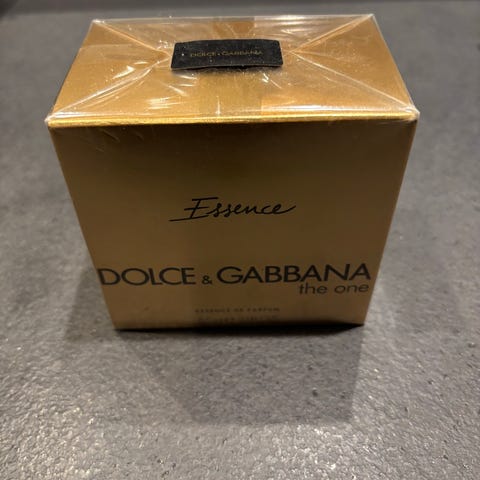 DOLCE & GABBANA
Essence
DOLCE & GABBANA
the one
ESSENCE DE PARFUM